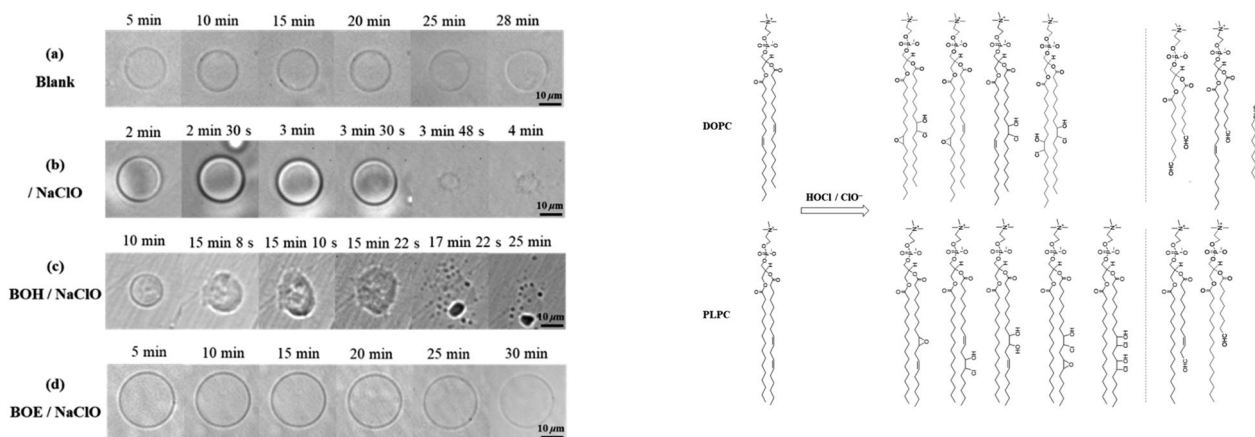 5 min 10 min 15 min 20 min 25 min 28 min
(a)
Blank
10 μm
2 min 2 min 30 s 3 min 3 min 30 s 3 min 48 s 4 min
(b)
/ NaClO
10 μm
10 min 15 min 8 s 15 min 10 s 15 min 22 s 17 min 22 s 25 min
(c)
BOH / NaClO
10 μm
5 min 10 min 15 min 20 min 25 min 30 min
(d)
BOE / NaClO
10 μm
DOPC
HOCl / ClO⁻
PLPC